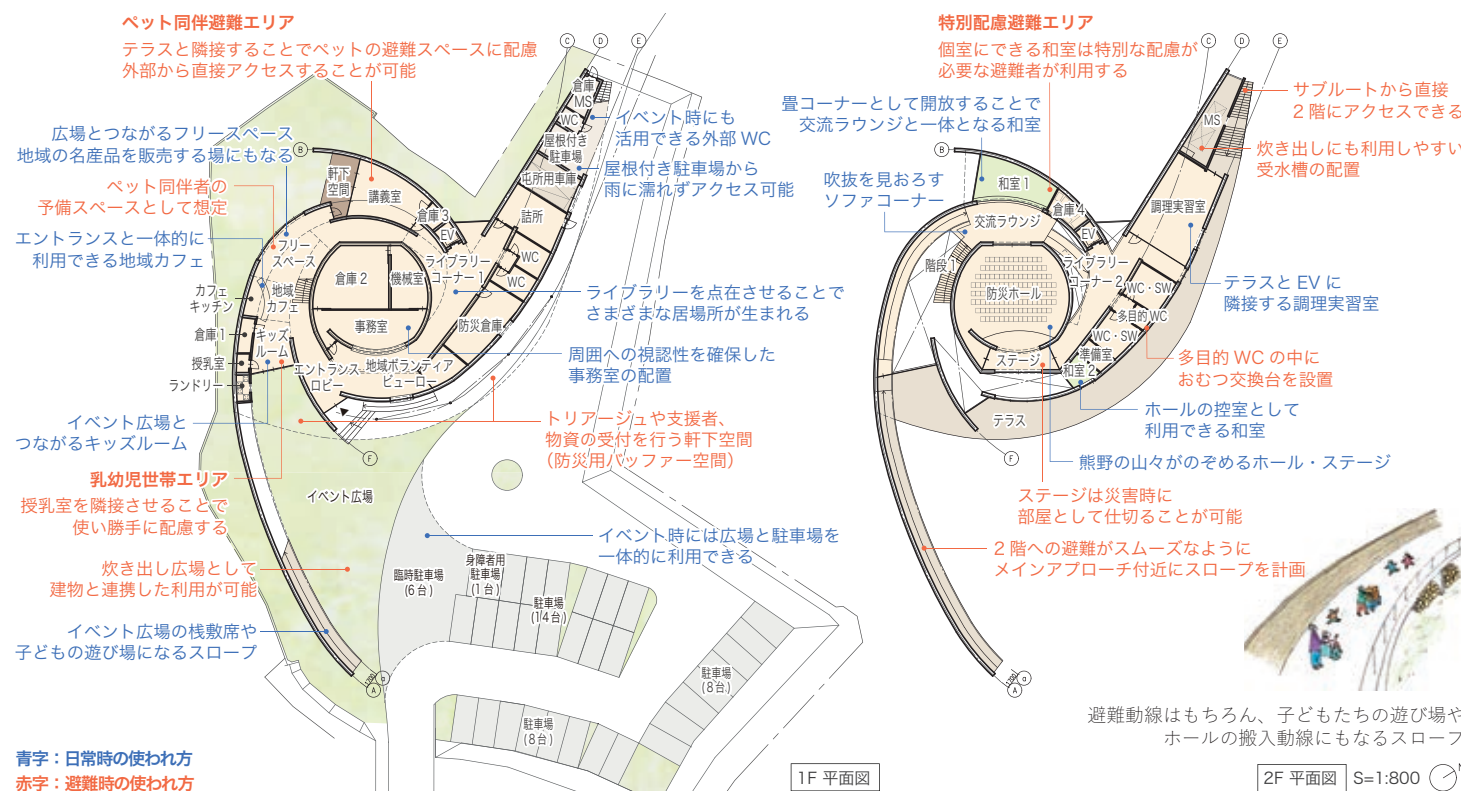 ペット同伴避難エリア
テラスと隣接することでペットの避難スペースに配慮
外部から直接アクセスすることが可能
広場とつながるフリースペース
地域の名産品を販売する場にもなる
ペット同伴者の
予備スペースとして想定
エントランスと一体的に
利用できる地域カフェ
カフェ
キッチン
倉庫1
授乳室
ランドリー
イベント広場と
つながるキッズルーム
乳幼児世帯エリア
授乳室を隣接させることで
使い勝手に配慮する
炊き出し広場として
建物と連携した利用が可能
イベント広場の桟敷席や
子どもの遊び場になるスロープ
青字：日常時の使われ方
赤字：避難時の使われ方
B
C
D
E
F
A
a
軒下
空間
講義室
倉庫3
EV
フリー
スペース
地域
カフェ
キッズ
ルーム
倉庫2
機械室
事務室
ライブラリー
コーナー1
エントランス
ロビー
地域ボランティア
ビューロー
防災倉庫
WC
WC
詰所
屯所用車庫
屋根付き
駐車場
WC
倉庫
MS
イベント時にも
活用できる外部WC
屋根付き駐車場から
雨に濡れずアクセス可能
ライブラリーを点在させることで
さまざまな居場所が生まれる
周囲への視認性を確保した
事務室の配置
トリアージュや支援者、
物資の受付を行う軒下空間
（防災用バッファー空間）
イベント広場
イベント時には広場と駐車場を
一体的に利用できる
臨時駐車場
(6台)
身障者用
駐車場
(1台)
駐車場
(14台)
駐車場
(8台)
駐車場
(8台)
1F 平面図
特別配慮避難エリア
個室にできる和室は特別な配慮が
必要な避難者が利用する
畳コーナーとして開放することで
交流ラウンジと一体となる和室
吹抜を見おろす
ソファコーナー
B
C
D
E
F
A
a
和室1
倉庫4
EV
交流ラウンジ
階段1
防災ホール
ライブラリー
コーナー2
WC・SW
多目的WC
WC・SW
準備室
和室2
ステージ
テラス
調理実習室
MS
サブルートから直接
2階にアクセスできる
炊き出しにも利用しやすい
受水槽の配置
テラスとEVに
隣接する調理実習室
多目的WCの中に
おむつ交換台を設置
ホールの控室として
利用できる和室
熊野の山々がのぞめるホール・ステージ
ステージは災害時に
部屋として仕切ることが可能
2階への避難がスムーズなように
メインアプローチ付近にスロープを計画
避難動線はもちろん、子どもたちの遊び場や
ホールの搬入動線にもなるスロープ
2F 平面図 S=1:800